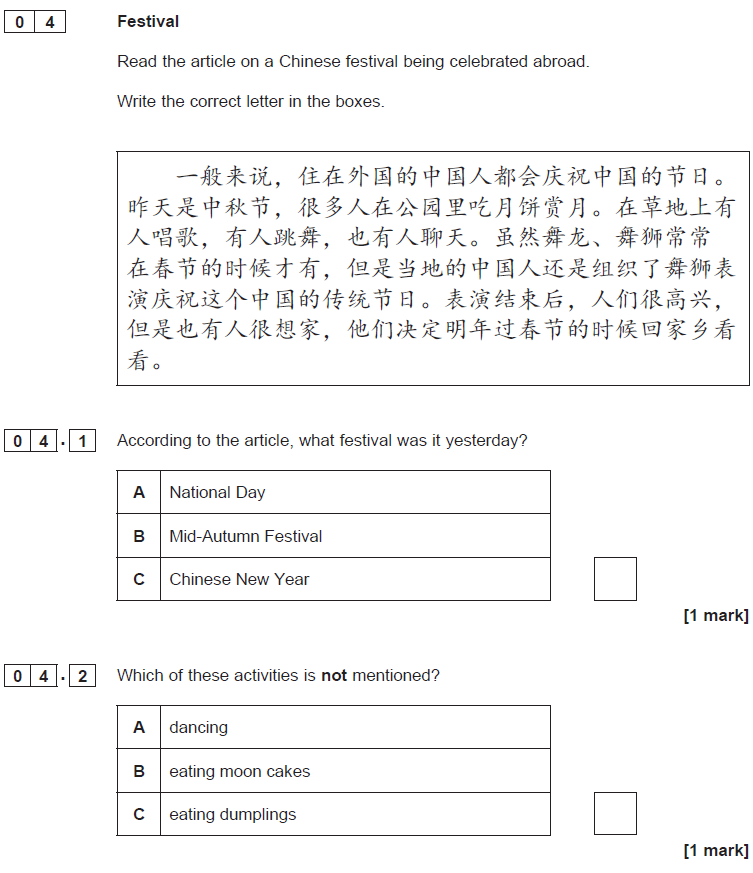 0 4 Festival
Read the article on a Chinese festival being celebrated abroad.
Write the correct letter in the boxes.
一般来说，住在外国的中国人都会庆祝中国的节日。
昨天是中秋节，很多人在公园里吃月饼赏月。在草地上有
人唱歌，有人跳舞，也有人聊天。虽然舞龙、舞狮常常
在春节的时候才有，但是当地的中国人还是组织了舞狮表
演庆祝这个中国的传统节日。表演结束后，人们很高兴，
但是也有人很想家，他们决定明年过春节的时候回家乡看
看。
0 4 . 1 According to the article, what festival was it yesterday?
A National Day
B Mid-Autumn Festival
C Chinese New Year
[1 mark]
0 4 . 2 Which of these activities is not mentioned?
A dancing
B eating moon cakes
C eating dumplings
[1 mark]